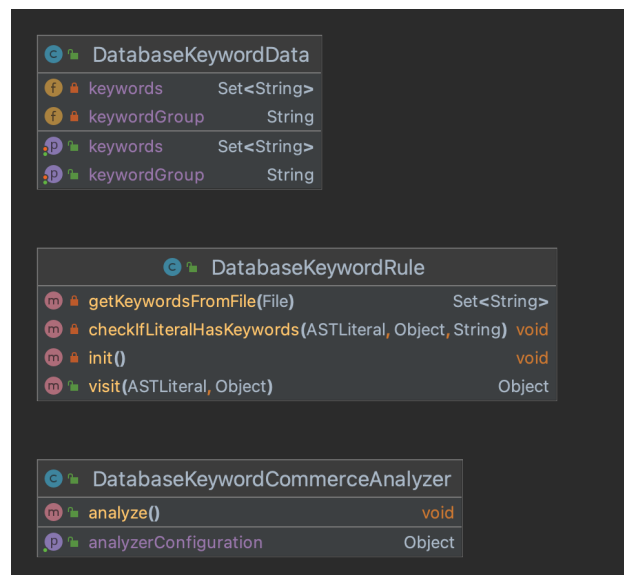 DatabaseKeywordData
keywords Set<String>
keywordGroup String
keywords Set<String>
keywordGroup String
DatabaseKeywordRule
getKeywordsFromFile(File) Set<String>
checkIfLiteralHasKeywords(ASTLiteral, Object, String) void
init() void
visit(ASTLiteral, Object) Object
DatabaseKeywordCommerceAnalyzer
analyze() void
analyzerConfiguration Object